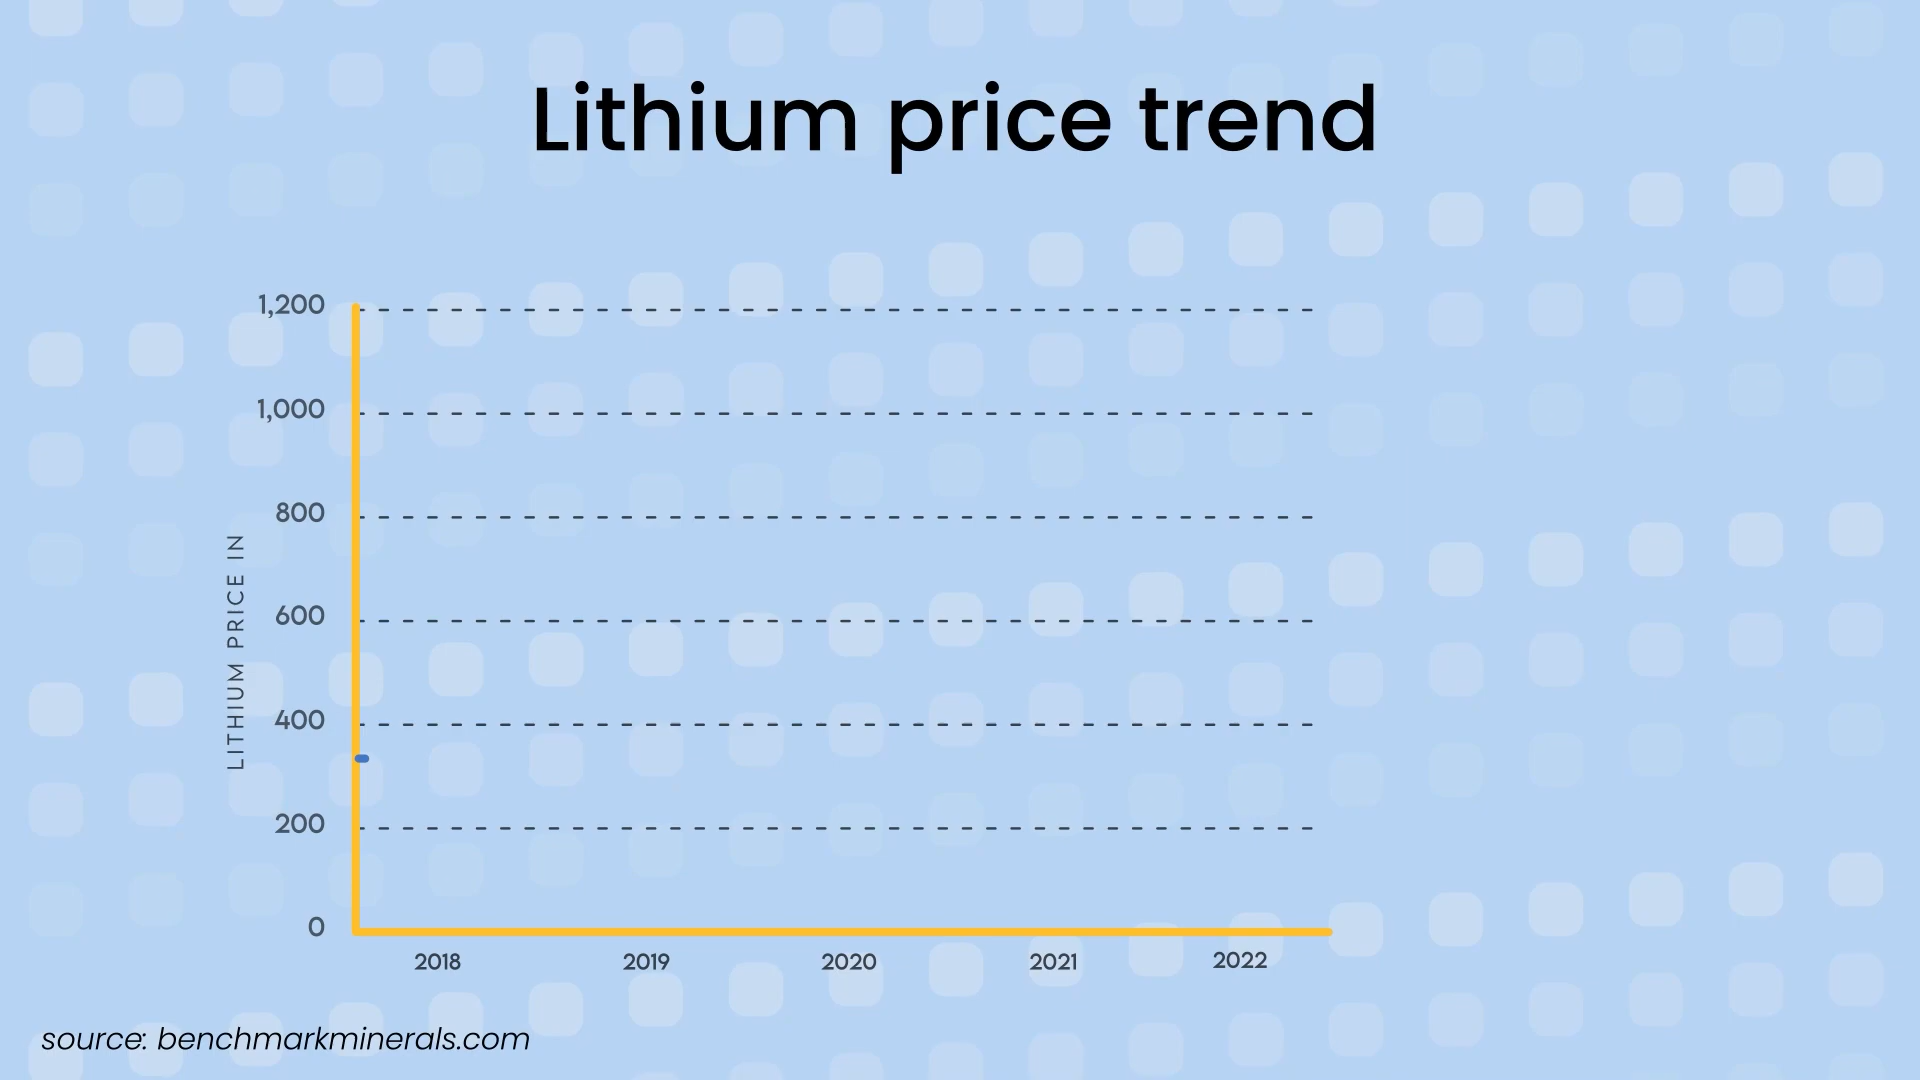 Lithium price trend
1,200
1,000
800
600
400
200
0
LITHIUM PRICE IN
2018 2019 2020 2021 2022
source: benchmarkminerals.com